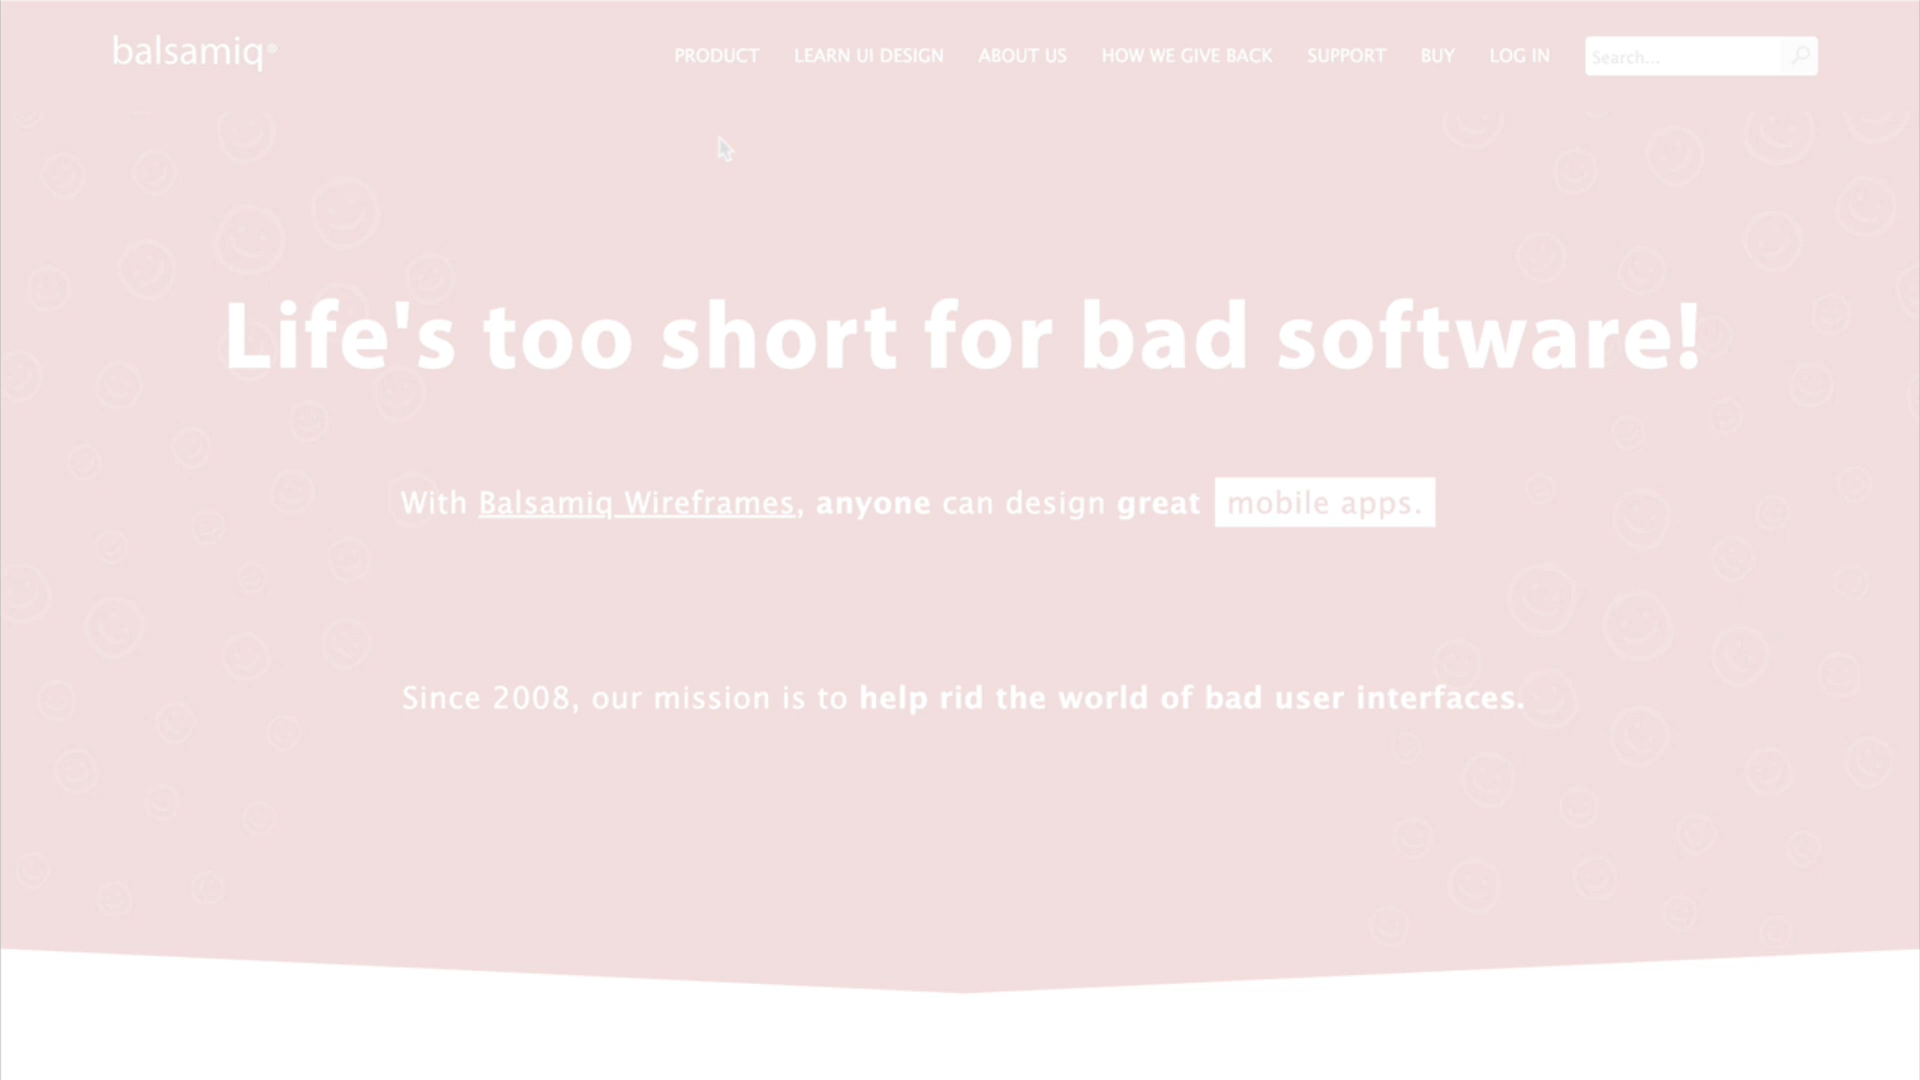 balsamiq®
PRODUCT LEARN UI DESIGN ABOUT US HOW WE GIVE BACK SUPPORT BUY LOG IN Search...
Life's too short for bad software!
With Balsamiq Wireframes, anyone can design great mobile apps.
Since 2008, our mission is to help rid the world of bad user interfaces.